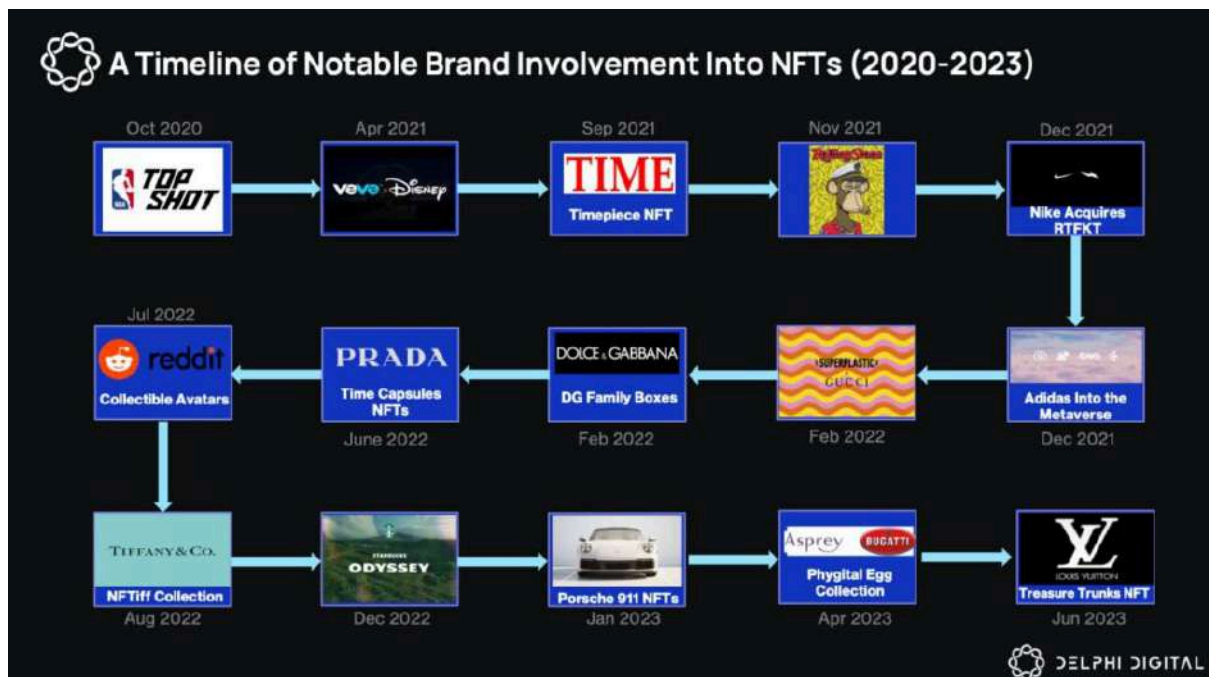 A Timeline of Notable Brand Involvement Into NFTs (2020-2023)
Oct 2020
NBA
TOP
SHOT
Apr 2021
veve
Disney
Sep 2021
TIME
Timepiece NFT
Nov 2021
RollingStone
Dec 2021
Nike Acquires
RTFKT
Adidas Into the
Metaverse
Dec 2021
SUPERPLASTIC
GUCCI
Feb 2022
DOLCE & GABBANA
DG Family Boxes
Feb 2022
PRADA
Time Capsules
NFTs
June 2022
Jul 2022
reddit
Collectible Avatars
TIFFANY & CO.
NFTiff Collection
Aug 2022
STARBUCKS
ODYSSEY
Dec 2022
Porsche 911 NFTs
Jan 2023
Asprey
BUGATTI
Phygital Egg
Collection
Apr 2023
LV
LOUIS VUITTON
Treasure Trunks NFT
Jun 2023
DELPHI DIGITAL